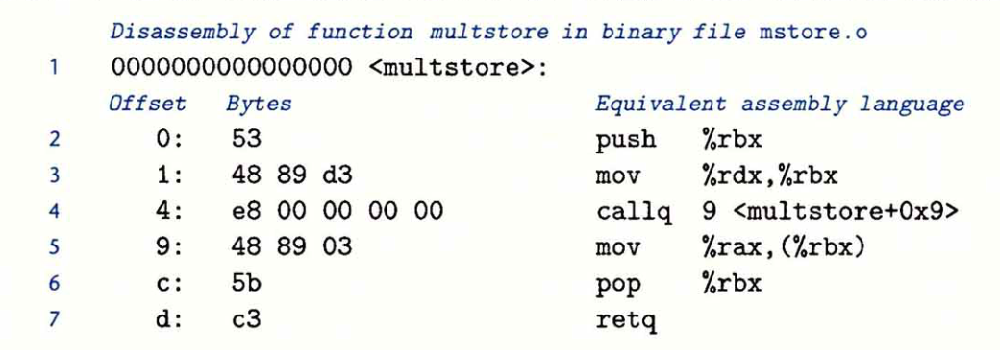 Disassembly of function multstore in binary file mstore.o
1 0000000000000000 <multstore>:
Offset Bytes Equivalent assembly language
2 0: 53 push %rbx
3 1: 48 89 d3 mov %rdx,%rbx
4 4: e8 00 00 00 00 callq 9 <multstore+0x9>
5 9: 48 89 03 mov %rax,(%rbx)
6 c: 5b pop %rbx
7 d: c3 retq